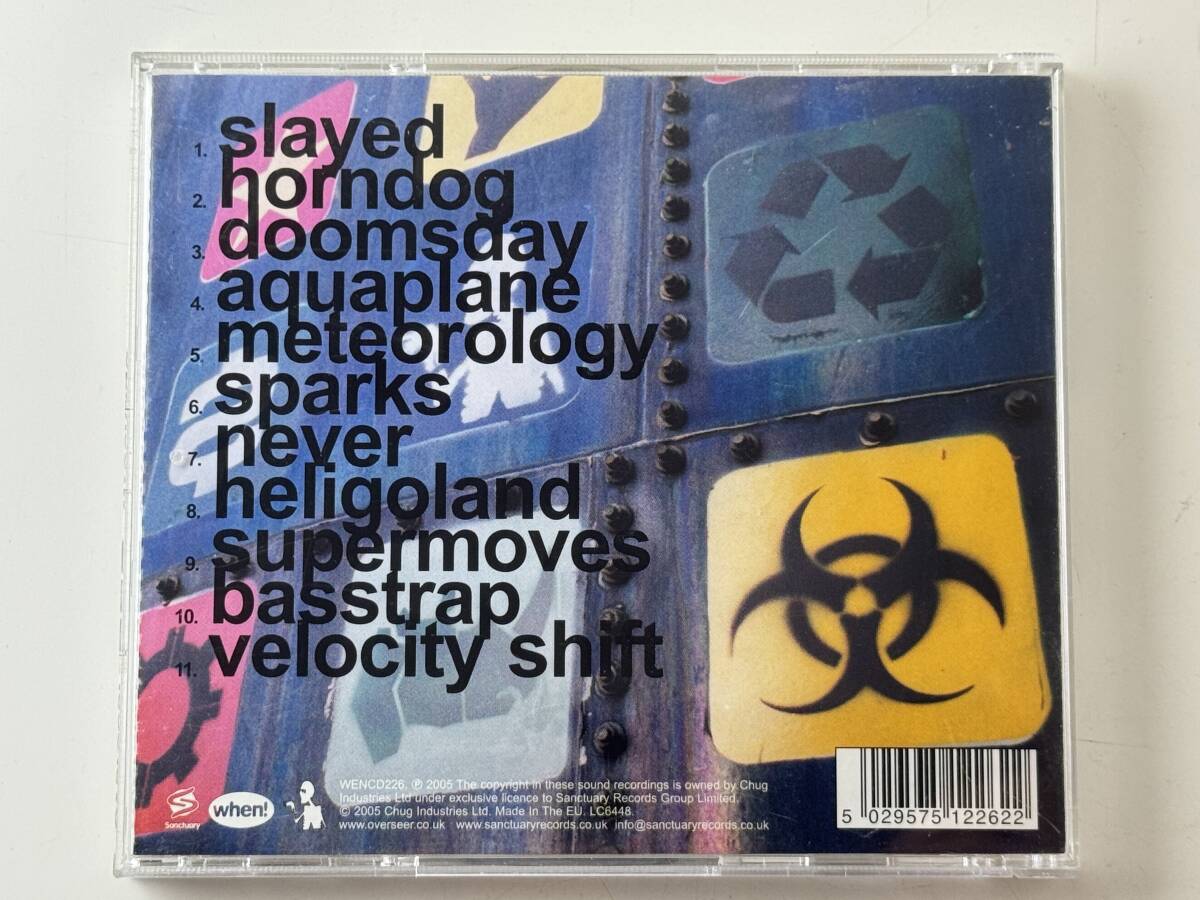 1. slayed
2. horndog
3. doomsday
4. aquaplane
5. meteorology
6. sparks
7. never
8. heligoland
9. supermoves
10. basstrap
11. velocity shift
Sanctuary
when!
WENCD226. ℗ 2005 The copyright in these sound recordings is owned by Chug
Industries Ltd under exclusive licence to Sanctuary Records Group Limited.
© 2005 Chug Industries Ltd. Made In The EU. LC6448.
www.overseer.co.uk www.sanctuaryrecords.co.uk info@sanctuaryrecords.co.uk
5 029575 122622